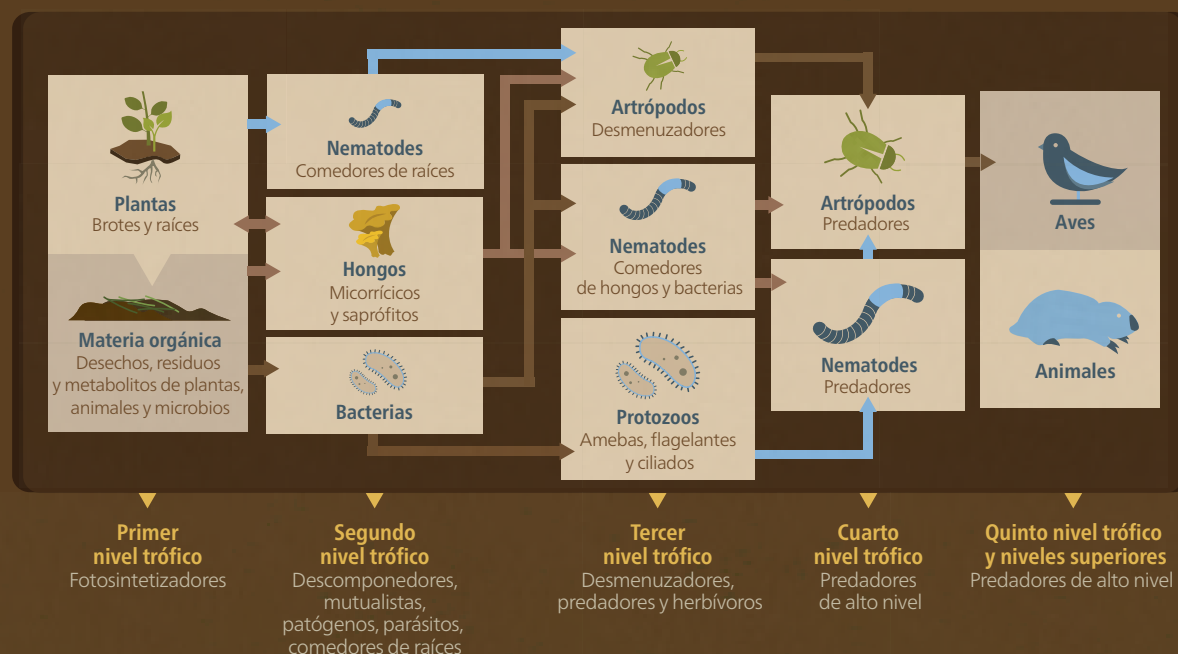 Plantas
Brotes y raíces
Materia orgánica
Desechos, residuos
y metabolitos de plantas,
animales y microbios
Nematodes
Comedores de raíces
Hongos
Micorrícicos
y saprófitos
Bacterias
Artrópodos
Desmenuzadores
Nematodes
Comedores
de hongos y bacterias
Protozoos
Amebas, flagelantes
y ciliados
Artrópodos
Predadores
Nematodes
Predadores
Aves
Animales
Primer
nivel trófico
Fotosintetizadores
Segundo
nivel trófico
Descomponedores,
mutualistas,
patógenos, parásitos,
comedores de raíces
Tercer
nivel trófico
Desmenuzadores,
predadores y herbívoros
Cuarto
nivel trófico
Predadores
de alto nivel
Quinto nivel trófico
y niveles superiores
Predadores de alto nivel